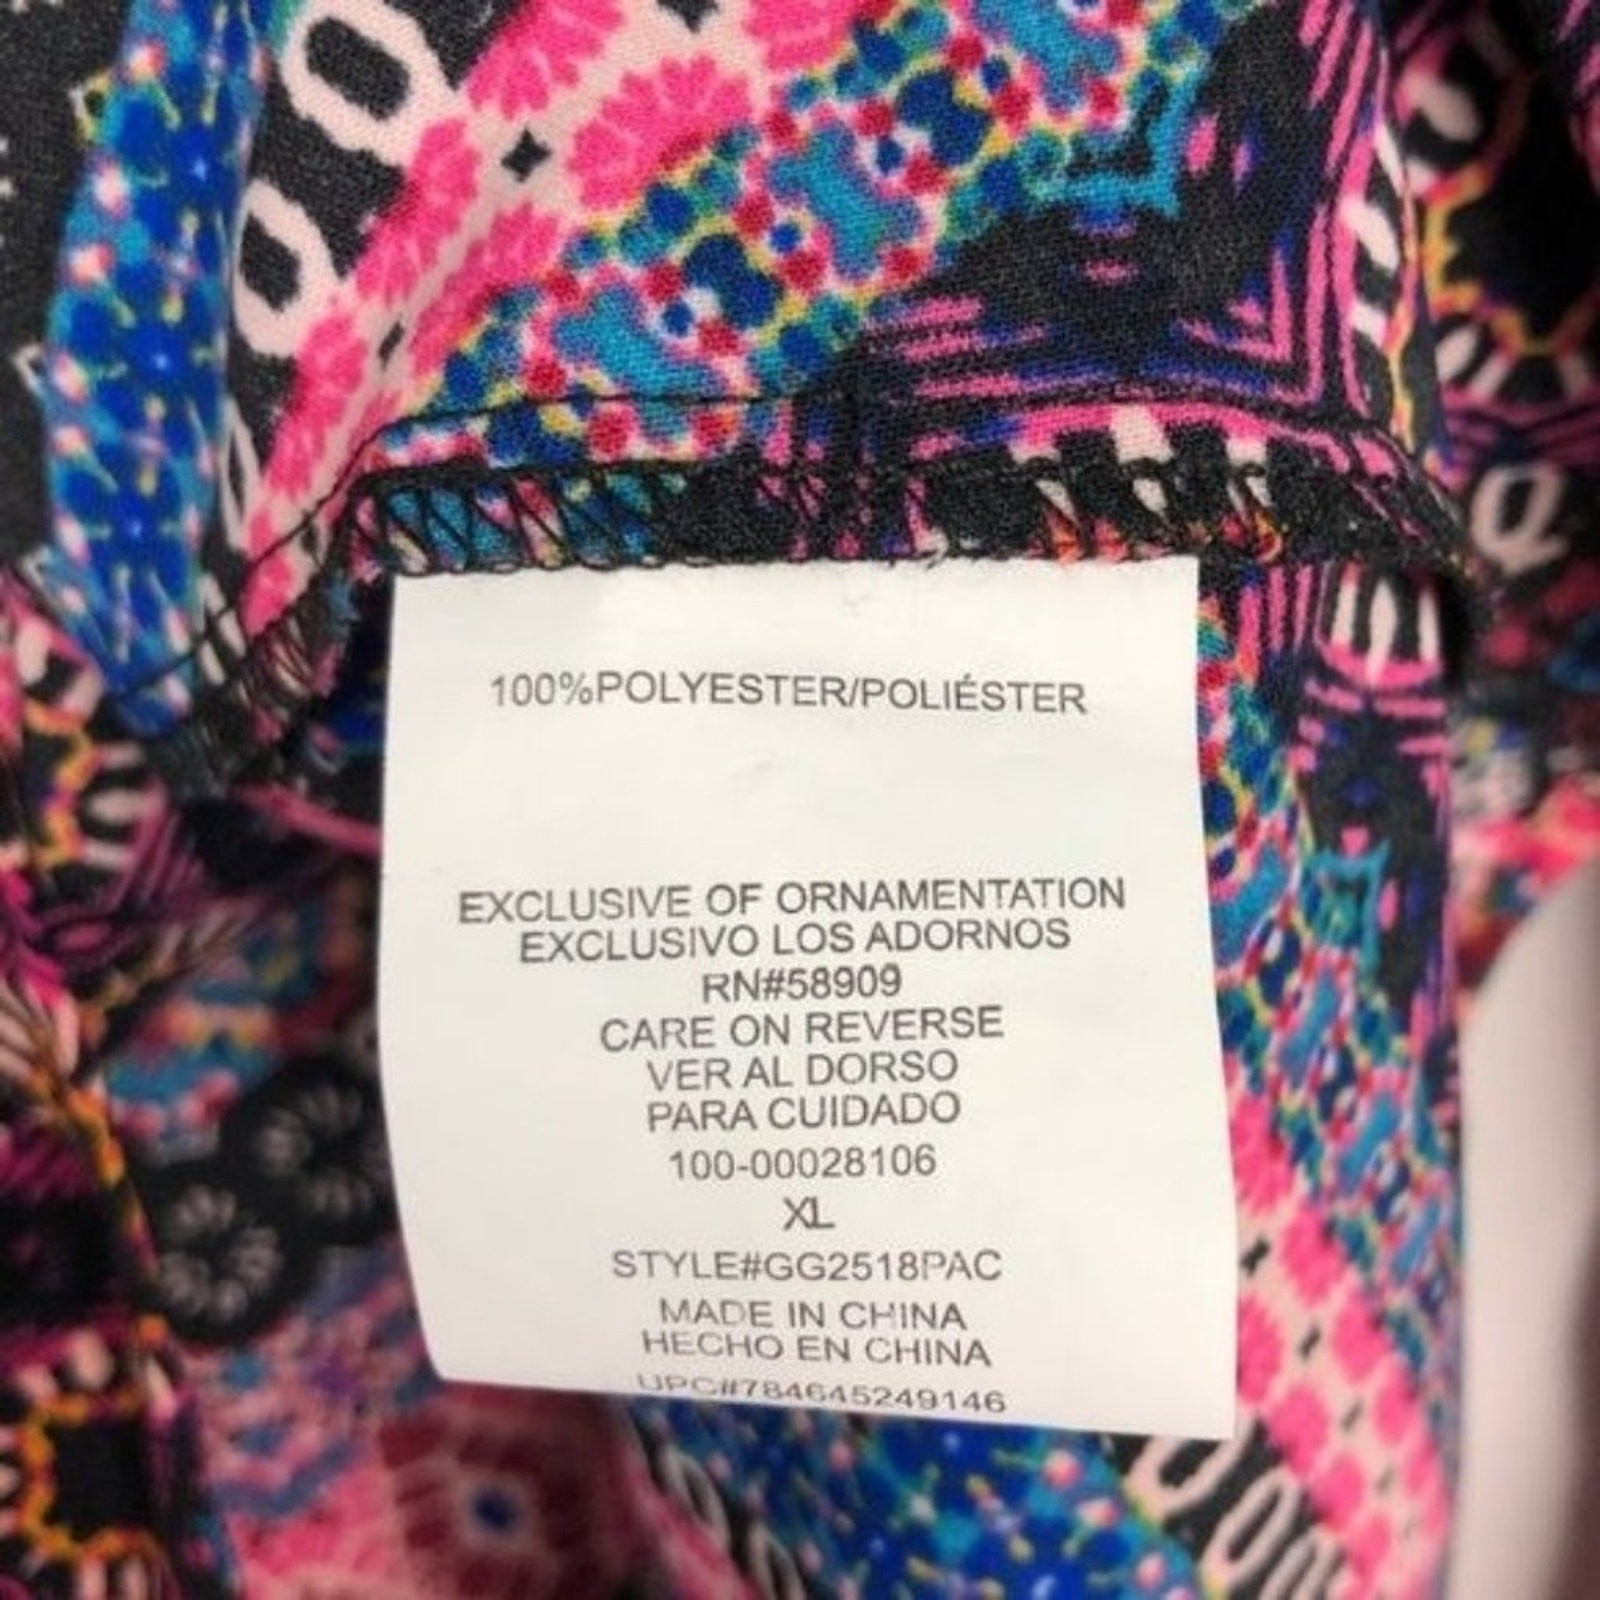 100%POLYESTER/POLIÉSTER
EXCLUSIVE OF ORNAMENTATION
EXCLUSIVO LOS ADORNOS
RN#58909
CARE ON REVERSE
VER AL DORSO
PARA CUIDADO
100-00028106
XL
STYLE#GG2518PAC
MADE IN CHINA
HECHO EN CHINA
UPC#784645249146